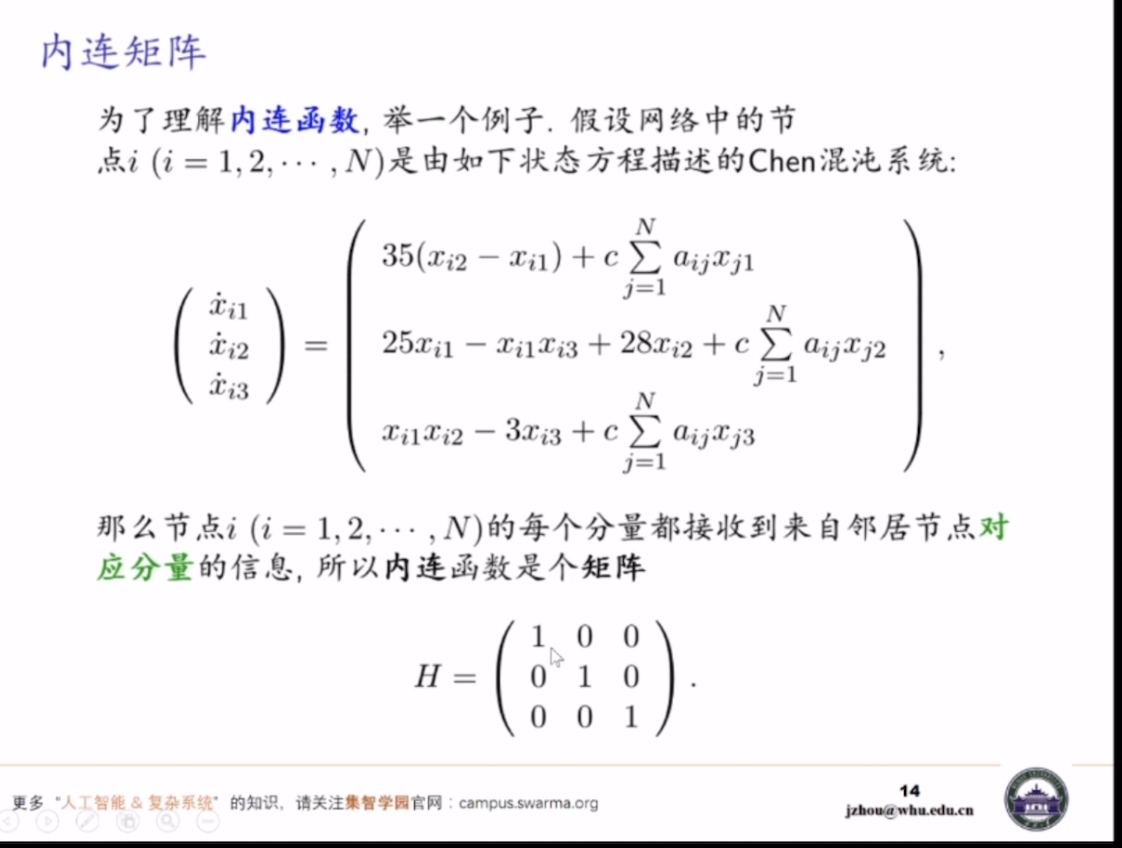 内连矩阵
为了理解内连函数, 举一个例子. 假设网络中的节
点i (i = 1, 2, ⋯ , N)是由如下状态方程描述的Chen混沌系统:
\begin{pmatrix} \dot{x}_{i1} \\ \dot{x}_{i2} \\ \dot{x}_{i3} \end{pmatrix} = \begin{pmatrix} 35(x_{i2} - x_{i1}) + c \sum_{j=1}^{N} a_{ij}x_{j1} \\ 25x_{i1} - x_{i1}x_{i3} + 28x_{i2} + c \sum_{j=1}^{N} a_{ij}x_{j2} \\ x_{i1}x_{i2} - 3x_{i3} + c \sum_{j=1}^{N} a_{ij}x_{j3} \end{pmatrix},
那么节点i (i = 1, 2, ⋯ , N)的每个分量都接收到来自邻居节点对
应分量的信息, 所以内连函数是个矩阵
H = \begin{pmatrix} 1 & 0 & 0 \\ 0 & 1 & 0 \\ 0 & 0 & 1 \end{pmatrix}.
更多 “人工智能 & 复杂系统” 的知识，请关注集智学园官网：campus.swarma.org
14
jzhou@whu.edu.cn